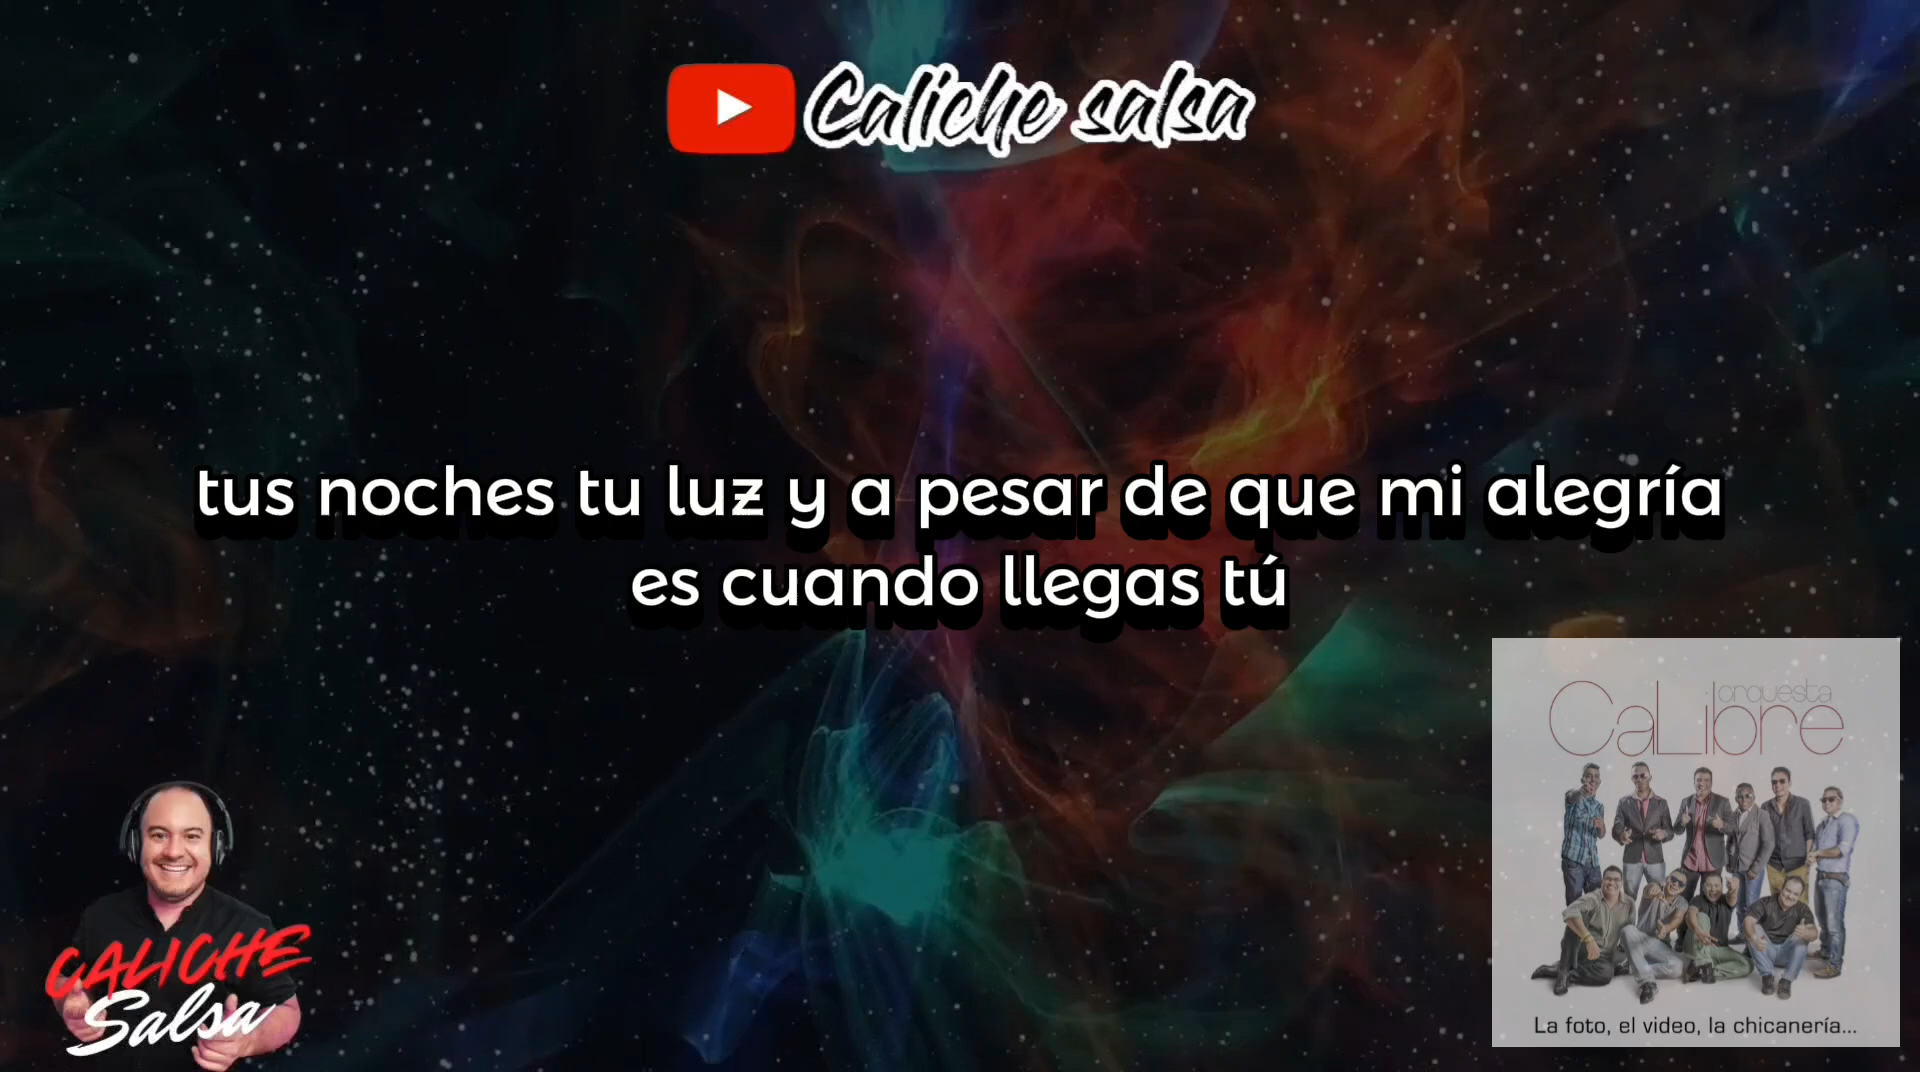 Caliche salsa
tus noches tu luz y a pesar de que mi alegría
es cuando llegas tú
orquesta
CaLibre
CALICHE
Salsa
La foto, el video, la chicanería...